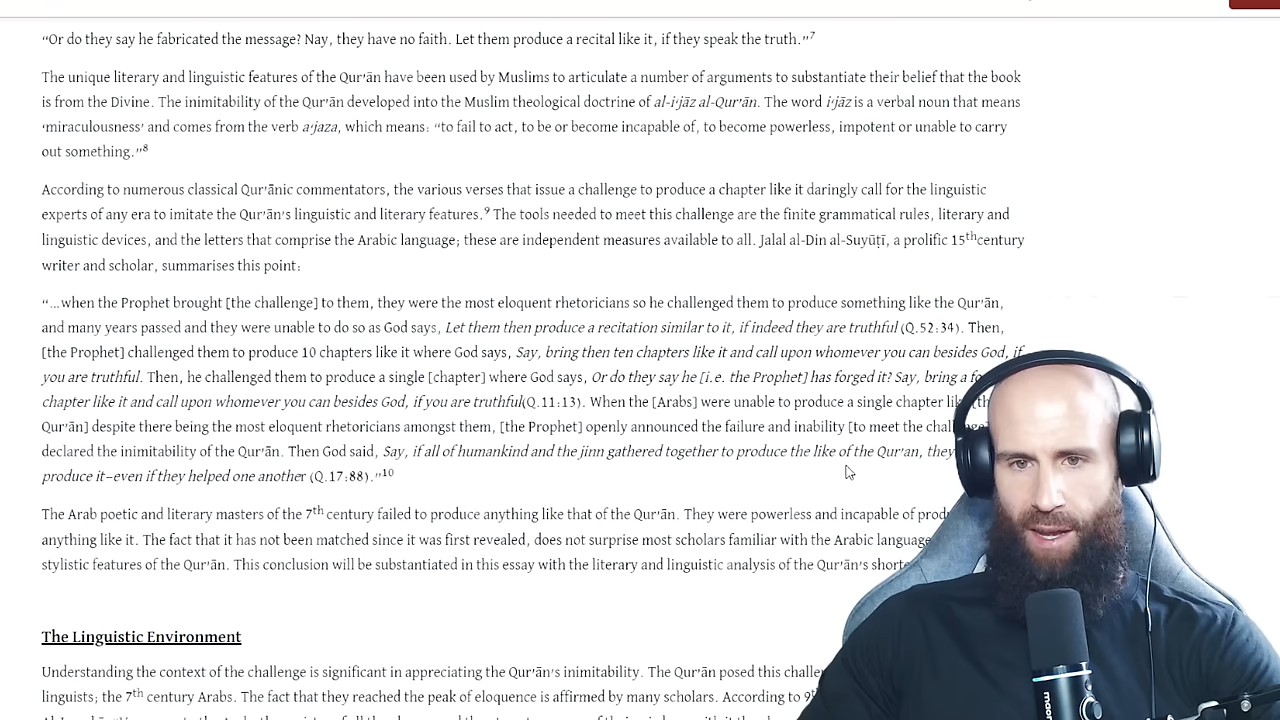 “Or do they say he fabricated the message? Nay, they have no faith. Let them produce a recital like it, if they speak the truth.”7
The unique literary and linguistic features of the Qur’ān have been used by Muslims to articulate a number of arguments to substantiate their belief that the book
is from the Divine. The inimitability of the Qur’ān developed into the Muslim theological doctrine of al-i‘jāz al-Qur’ān. The word i‘jāz is a verbal noun that means
‘miraculousness’ and comes from the verb a‘jaza, which means: “to fail to act, to be or become incapable of, to become powerless, impotent or unable to carry
out something.”8
According to numerous classical Qur’ānic commentators, the various verses that issue a challenge to produce a chapter like it daringly call for the linguistic
experts of any era to imitate the Qur’ān’s linguistic and literary features.9 The tools needed to meet this challenge are the finite grammatical rules, literary and
linguistic devices, and the letters that comprise the Arabic language; these are independent measures available to all. Jalal al-Din al-Suyūṭī, a prolific 15thcentury
writer and scholar, summarises this point:
“…when the Prophet brought [the challenge] to them, they were the most eloquent rhetoricians so he challenged them to produce something like the Qur’ān,
and many years passed and they were unable to do so as God says, Let them then produce a recitation similar to it, if indeed they are truthful (Q.52:34). Then,
[the Prophet] challenged them to produce 10 chapters like it where God says, Say, bring then ten chapters like it and call upon whomever you can besides God, if
you are truthful. Then, he challenged them to produce a single [chapter] where God says, Or do they say he [i.e. the Prophet] has forged it? Say, bring a
chapter like it and call upon whomever you can besides God, if you are truthful(Q.11:13). When the [Arabs] were unable to produce a single chapter
Qur’ān] despite there being the most eloquent rhetoricians amongst them, [the Prophet] openly announced the failure and inability [to meet the
declared the inimitability of the Qur’ān. Then God said, Say, if all of humankind and the jinn gathered together to produce the like of the Qur’an, they
produce it–even if they helped one another (Q.17:88).”10
The Arab poetic and literary masters of the 7th century failed to produce anything like that of the Qur’ān. They were powerless and incapable of
anything like it. The fact that it has not been matched since it was first revealed, does not surprise most scholars familiar with the Arabic language
stylistic features of the Qur’ān. This conclusion will be substantiated in this essay with the literary and linguistic analysis of the Qur’ān’s
The Linguistic Environment
Understanding the context of the challenge is significant in appreciating the Qur’ān’s inimitability. The Qur’ān posed this
linguists; the 7th century Arabs. The fact that they reached the peak of eloquence is affirmed by many scholars. According to